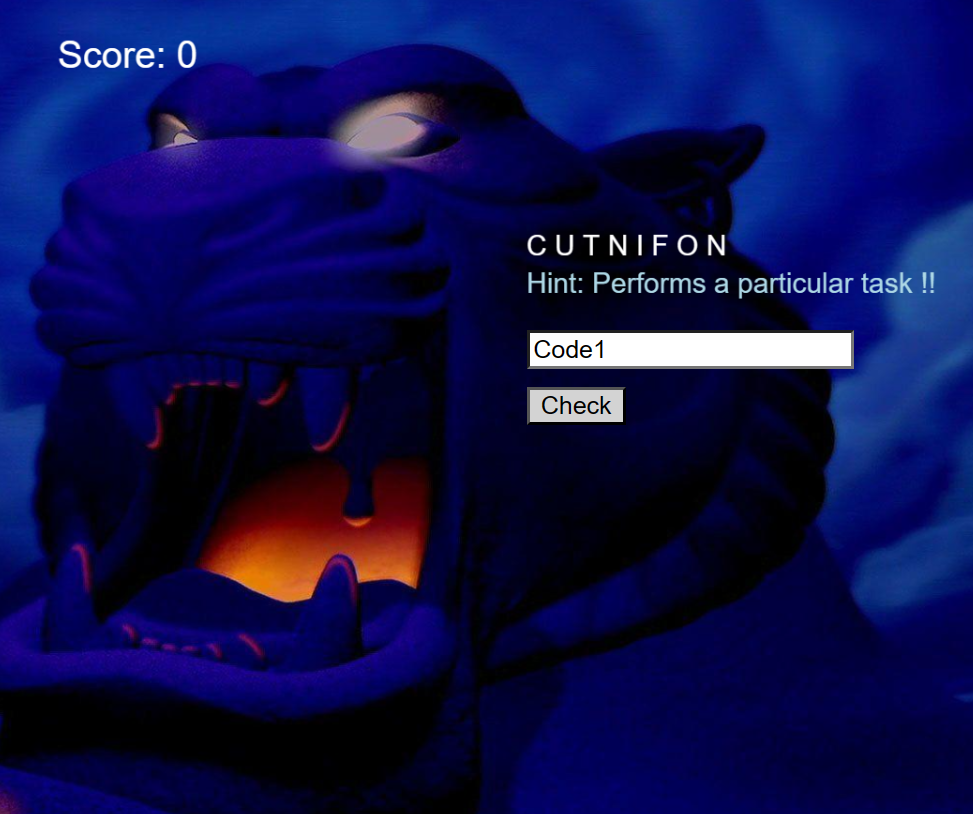 Score: 0
C U T N I F O N
Hint: Performs a particular task !!
Code1
Check